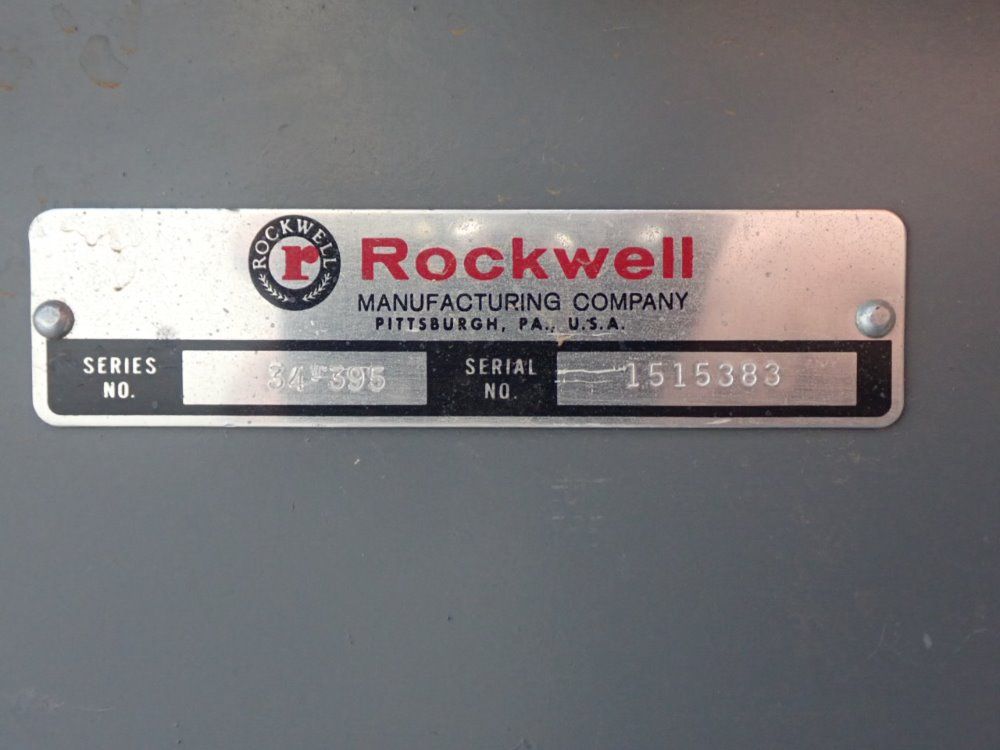 ROCKWELL
r
Rockwell
MANUFACTURING COMPANY
PITTSBURGH, PA., U.S.A.
SERIES NO. 34-395
SERIAL NO. 1515383